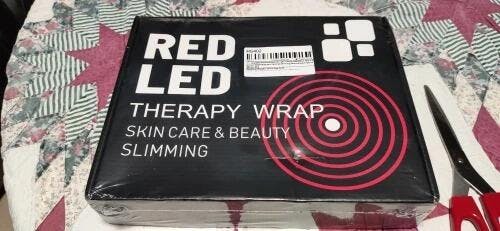 RED
LED
THERAPY WRAP
SKIN CARE & BEAUTY
SLIMMING